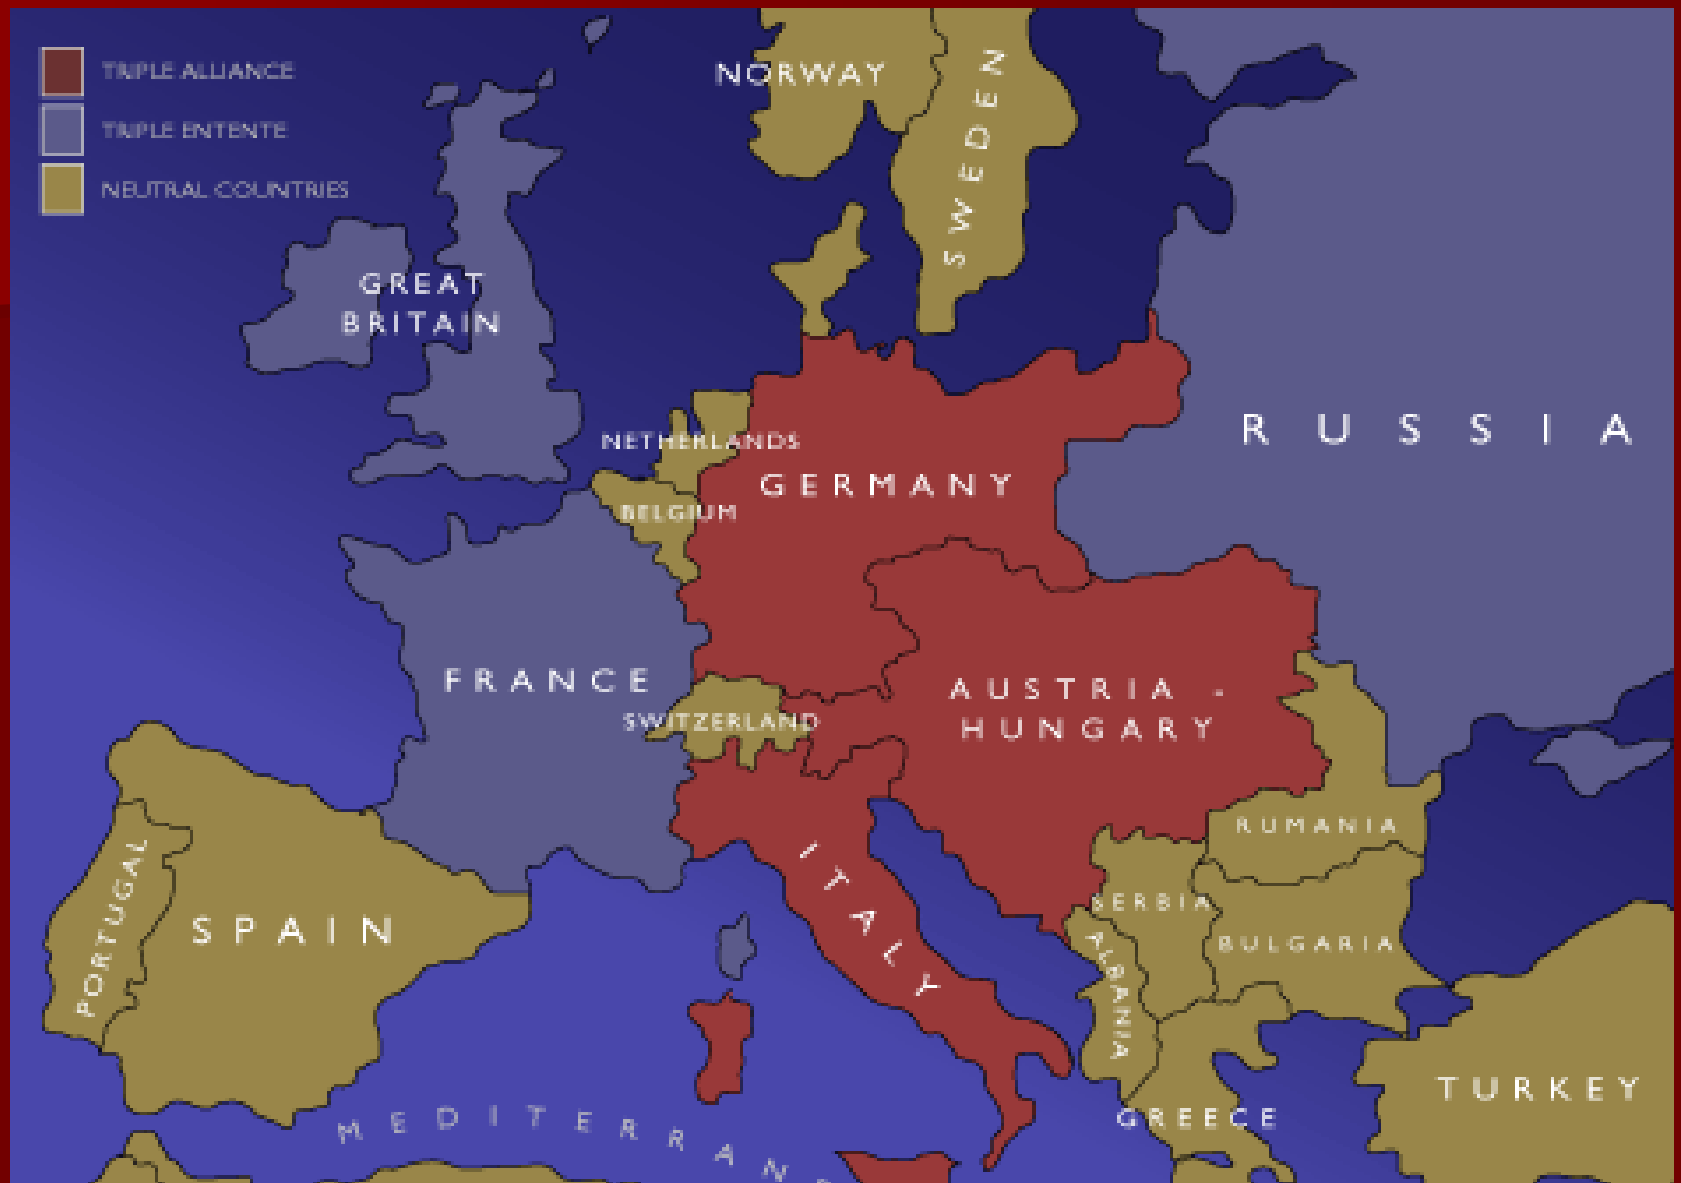 TRIPLE ALLIANCE
TRIPLE ENTENTE
NEUTRAL COUNTRIES
NORWAY
SWEDEN
GREAT
BRITAIN
RUSSIA
NETHERLANDS
GERMANY
BELGIUM
FRANCE
AUSTRIA -
HUNGARY
SWITZERLAND
RUMANIA
ITALY
PORTUGAL
SPAIN
SERBIA
BULGARIA
ALBANIA
TURKEY
GREECE
MEDITERRAN